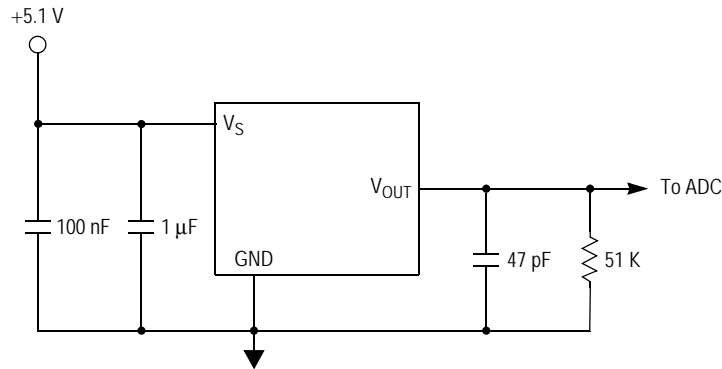 +5.1 V
V_S
V_OUT
To ADC
100 nF
1 μF
GND
47 pF
51 K